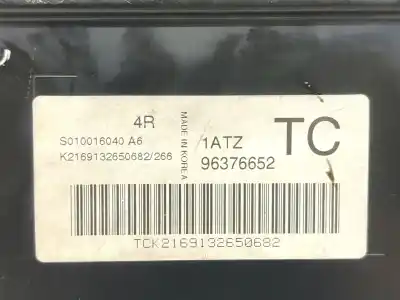 4R
S010016040 A6
K2169132650682/266
MADE IN KOREA
1ATZ
96376652
TC
TCK2169132650682